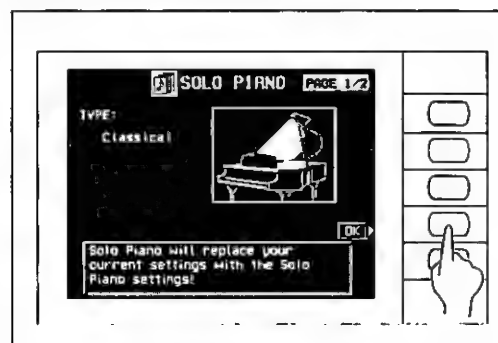 SOLO PIANO PAGE 1/2
TYPE:
Classical
OK
Solo Piano will replace your
current settings with the Solo
Piano settings!